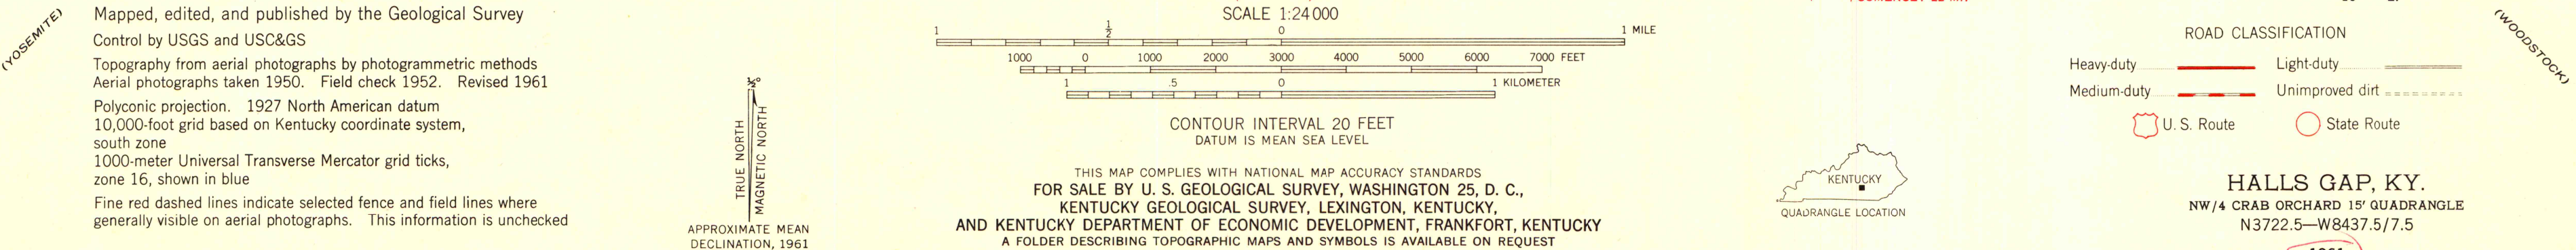 (YOSEMITE)
Mapped, edited, and published by the Geological Survey
Control by USGS and USC&GS
Topography from aerial photographs by photogrammetric methods
Aerial photographs taken 1950. Field check 1952. Revised 1961
Polyconic projection. 1927 North American datum
10,000-foot grid based on Kentucky coordinate system,
south zone
1000-meter Universal Transverse Mercator grid ticks,
zone 16, shown in blue
Fine red dashed lines indicate selected fence and field lines where
generally visible on aerial photographs. This information is unchecked
TRUE NORTH
MAGNETIC NORTH
APPROXIMATE MEAN
DECLINATION, 1961
SCALE 1:24 000
1 1/2 0 1 MILE
1000 0 1000 2000 3000 4000 5000 6000 7000 FEET
1 .5 0 1 KILOMETER
CONTOUR INTERVAL 20 FEET
DATUM IS MEAN SEA LEVEL
THIS MAP COMPLIES WITH NATIONAL MAP ACCURACY STANDARDS
FOR SALE BY U. S. GEOLOGICAL SURVEY, WASHINGTON 25, D. C.,
KENTUCKY GEOLOGICAL SURVEY, LEXINGTON, KENTUCKY,
AND KENTUCKY DEPARTMENT OF ECONOMIC DEVELOPMENT, FRANKFORT, KENTUCKY
A FOLDER DESCRIBING TOPOGRAPHIC MAPS AND SYMBOLS IS AVAILABLE ON REQUEST
KENTUCKY
QUADRANGLE LOCATION
ROAD CLASSIFICATION
Heavy-duty Light-duty
Medium-duty Unimproved dirt
U. S. Route State Route
(WOODSTOCK)
HALLS GAP, KY.
NW/4 CRAB ORCHARD 15' QUADRANGLE
N3722.5—W8437.5/7.5